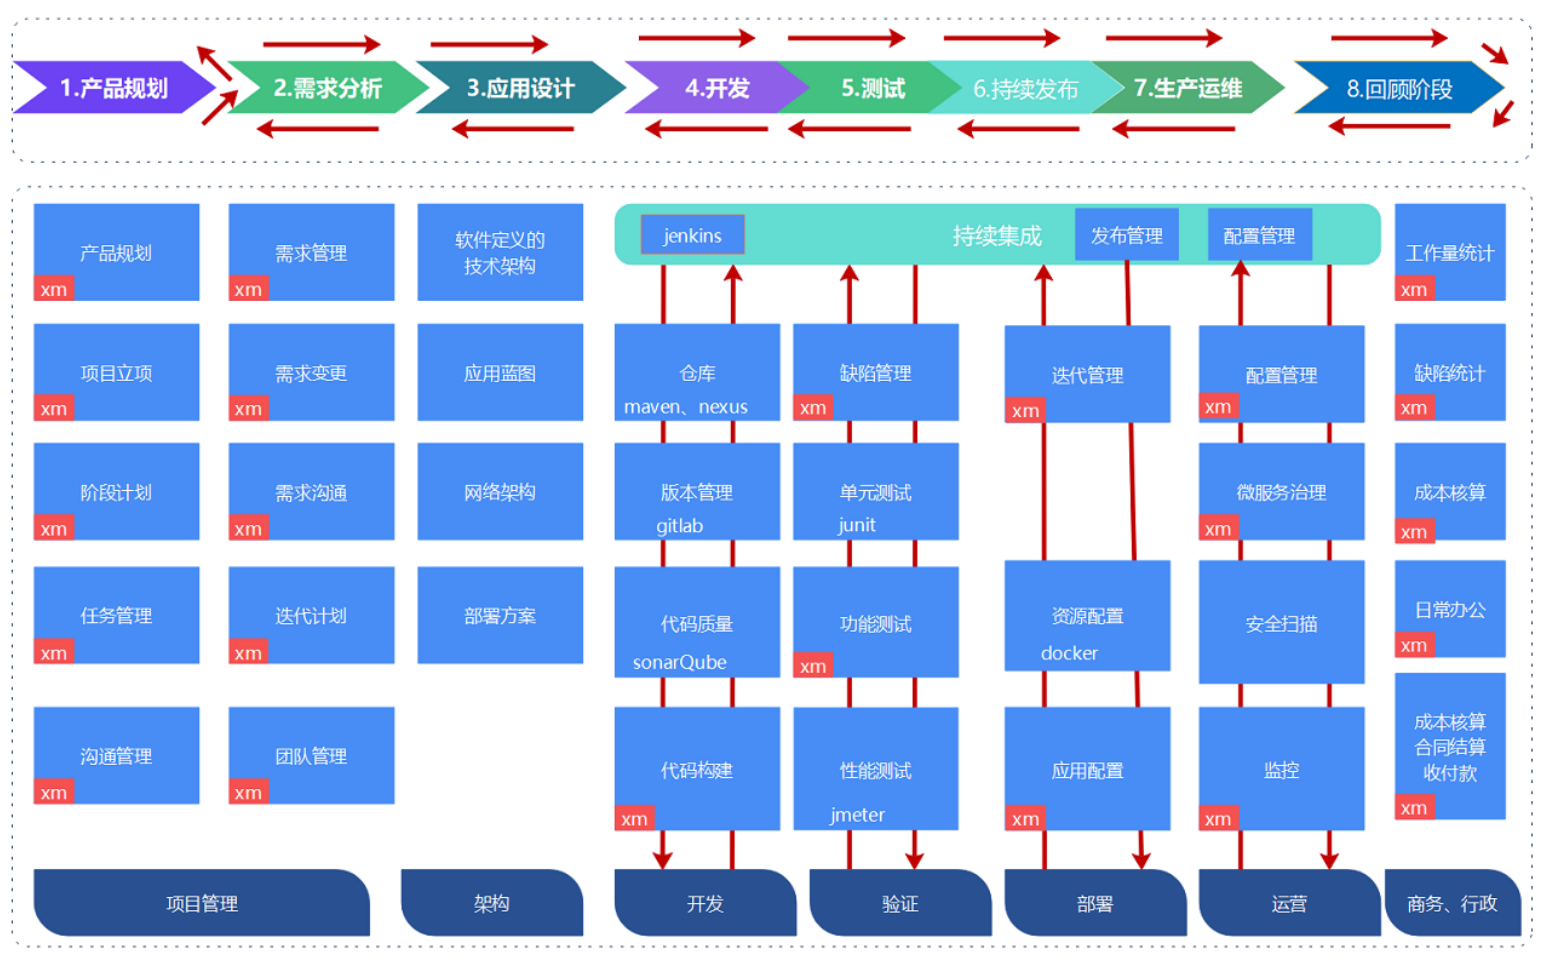 1.产品规划
2.需求分析
3.应用设计
4.开发
5.测试
6.持续发布
7.生产运维
8.回顾阶段
jenkins
持续集成
发布管理
配置管理
产品规划
xm
需求管理
xm
软件定义的
技术架构
工作量统计
xm
项目立项
xm
需求变更
xm
应用蓝图
仓库
maven、nexus
缺陷管理
xm
迭代管理
xm
配置管理
xm
缺陷统计
xm
阶段计划
xm
需求沟通
xm
网络架构
版本管理
gitlab
单元测试
junit
微服务治理
xm
成本核算
xm
任务管理
xm
迭代计划
xm
部署方案
代码质量
sonarQube
功能测试
xm
资源配置
docker
安全扫描
日常办公
xm
沟通管理
xm
团队管理
xm
代码构建
xm
性能测试
jmeter
应用配置
xm
监控
xm
成本核算
合同结算
收付款
xm
项目管理
架构
开发
验证
部署
运营
商务、行政